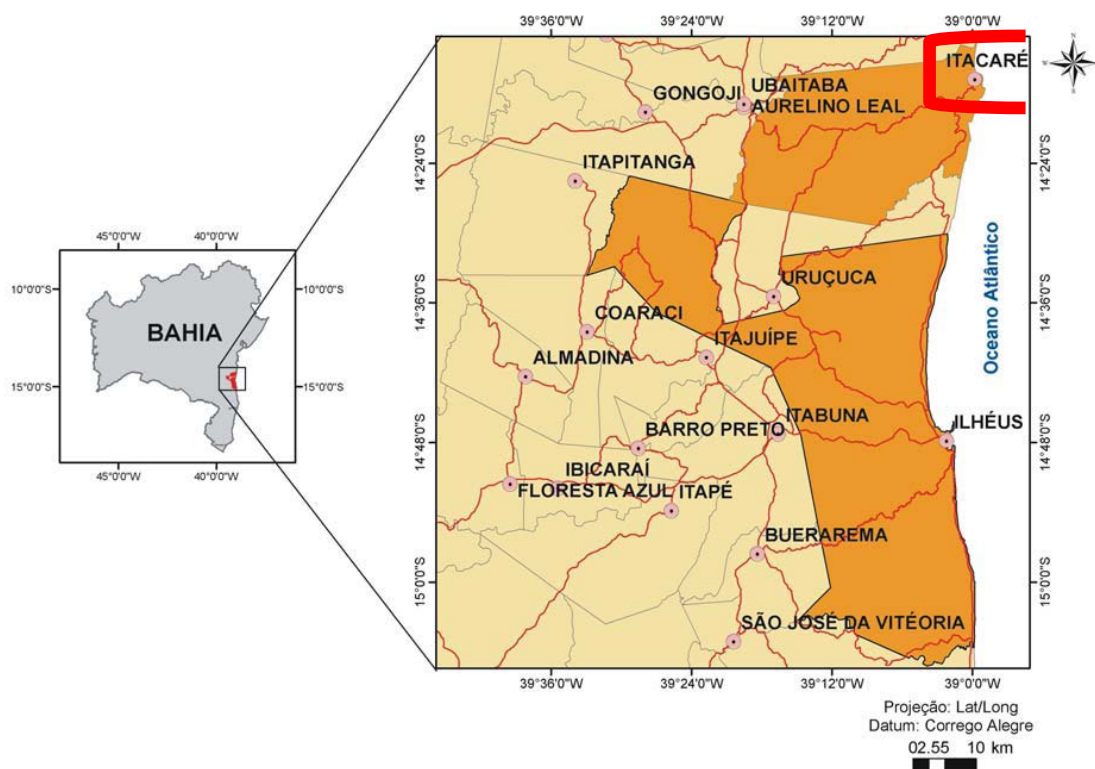 39°36'0"W 39°24'0"W 39°12'0"W 39°0'0"W
N
W
S
ITACARÉ
UBAITABA
GONGOJI
AURELINO LEAL
14°24'0"S
14°24'0"S
ITAPITANGA
Oceano Atlântico
45°0'0"W 40°0'0"W
URUÇUCA
10°0'0"S
10°0'0"S
14°36'0"S
14°36'0"S
COARACI
BAHIA
ITAJUÍPE
ALMADINA
15°0'0"S
15°0'0"S
ITABUNA
ILHÉUS
BARRO PRETO
14°48'0"S
14°48'0"S
IBICARAÍ
45°0'0"W 40°0'0"W
FLORESTA AZUL
ITAPÉ
BUERAREMA
15°0'0"S
15°0'0"S
SÃO JOSÉ DA VITÉORIA
39°36'0"W 39°24'0"W 39°12'0"W 39°0'0"W
Projeção: Lat/Long
Datum: Corrego Alegre
02.55 10 km